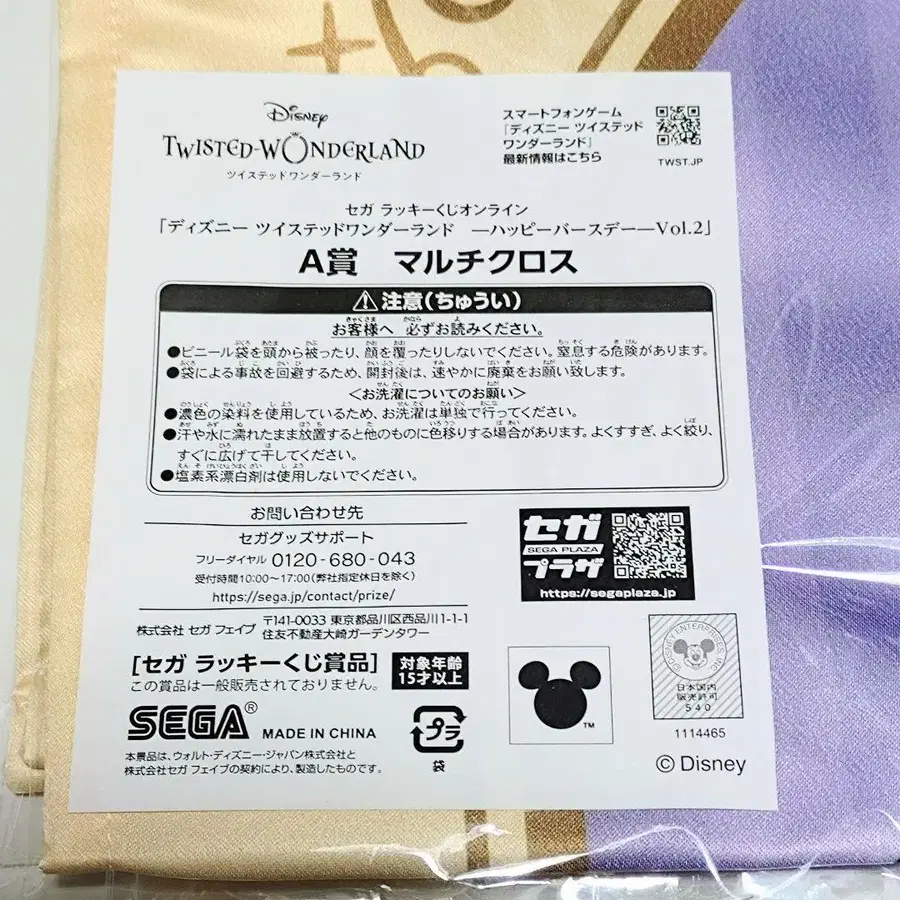 Disney
TWISTED-WONDERLAND
ツイステッドワンダーランド
スマートフォンゲーム
『ディズニー ツイステッド
ワンダーランド』
最新情報はこちら
TWST.JP
セガ ラッキーくじオンライン
「ディズニー ツイステッドワンダーランド ―ハッピーバースデー―Vol.2」
A賞 マルチクロス
注意(ちゅうい)
お客様へ 必ずお読みください。
●ビニール袋を頭から被ったり、顔を覆ったりしないでください。窒息する危険があります。
●袋による事故を回避するため、開封後は、速やかに廃棄をお願い致します。
<お洗濯についてのお願い>
●濃色の染料を使用しているため、お洗濯は単独で行ってください。
●汗や水に濡れたまま放置すると他のものに色移りする場合があります。よくすすぎ、よく絞り、
すぐに広げて干してください。
●塩素系漂白剤は使用しないでください。
お問い合わせ先
セガグッズサポート
フリーダイヤル 0120-680-043
受付時間10:00~17:00(弊社指定休日を除く)
https://sega.jp/contact/prize/
セガ
SEGA PLAZA
プラザ
https://segaplaza.jp
株式会社 セガ フェイブ 〒141-0033 東京都品川区西品川1-1-1
住友不動産大崎ガーデンタワー
[セガ ラッキーくじ賞品]
この賞品は一般販売されておりません。
対象年齢
15才以上
SEGA®
MADE IN CHINA
プラ
袋
本景品は、ウォルト・ディズニー・ジャパン株式会社と
株式会社セガ フェイブの契約により、製造したものです。
TM
©DISNEY ENTERPRISES, INC.
日本国内
販売許可
540
1114465
© Disney